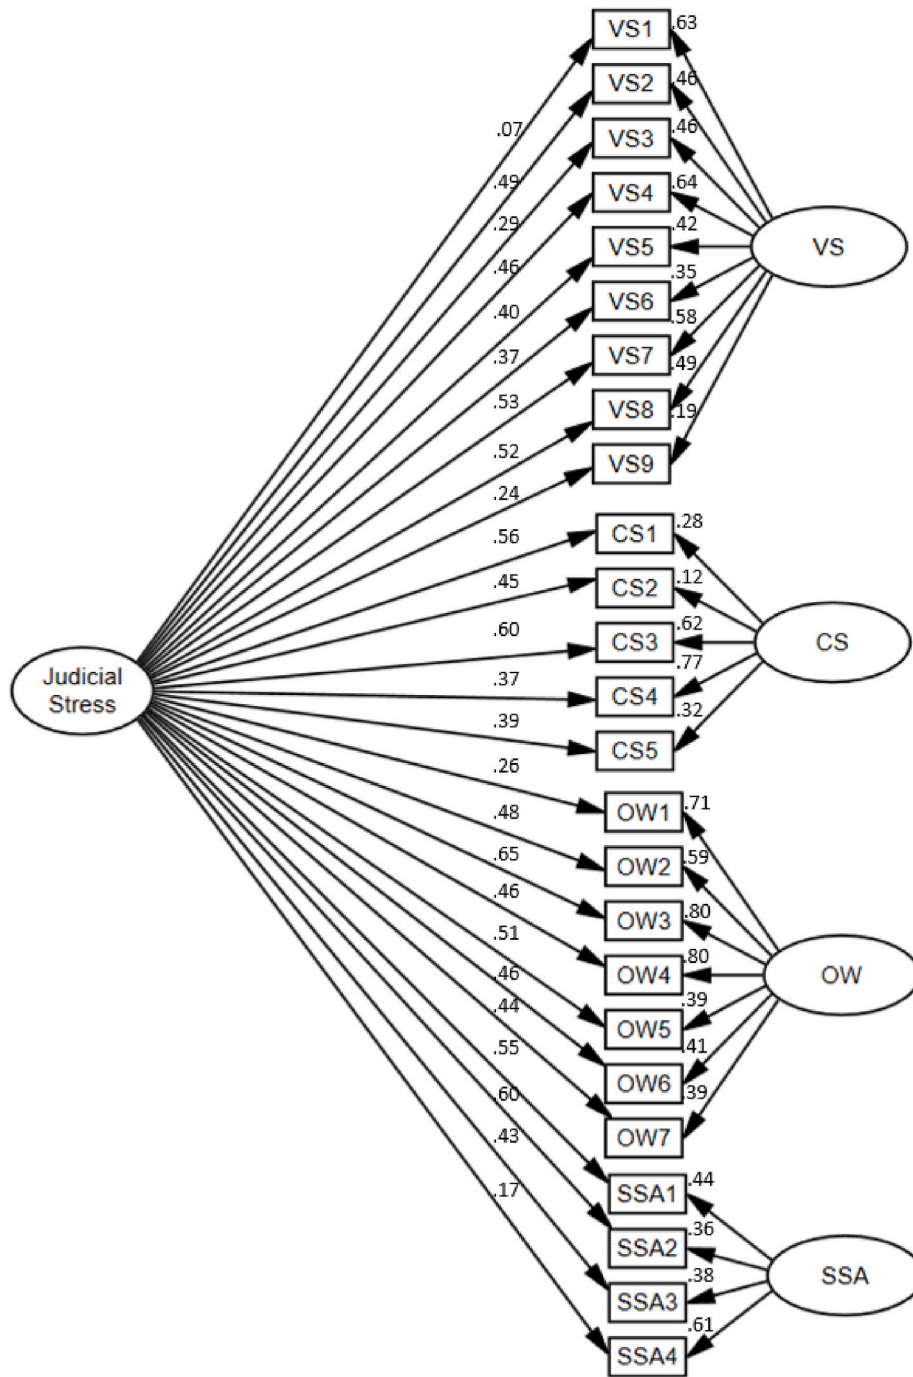 VS1 .63
VS2 .46
.07
VS3 .46
.49
VS4 .64
.29
VS5 .42
VS
.46
VS6 .35
.40
VS7 .58
.37
VS8 .49
.53
VS9 .19
.52
.24
CS1 .28
.56
CS2 .12
.45
CS3 .62
CS
.60
CS4 .77
.37
CS5 .32
.39
Judicial
Stress
.26
OW1 .71
.48
OW2 .59
.65
OW3 .80
.46
OW4 .80
OW
.51
OW5 .39
.46
OW6 .41
.44
OW7 .39
.55
.60
SSA1 .44
.43
SSA2 .36
.17
SSA3 .38
SSA
SSA4 .61